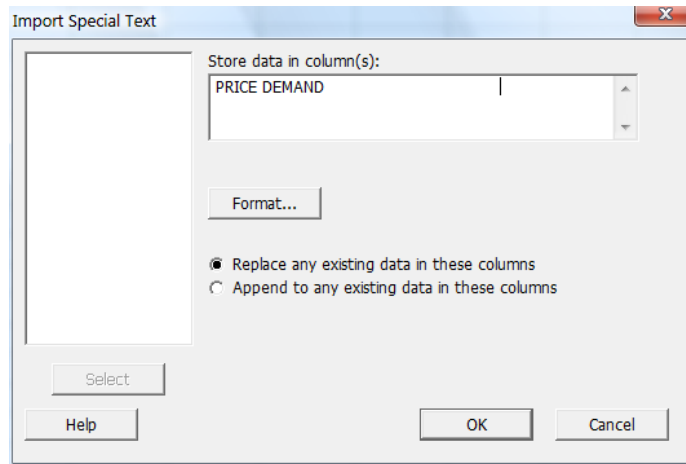 Import Special Text
x
Store data in column(s):
PRICE DEMAND
Format...
Replace any existing data in these columns
Append to any existing data in these columns
Select
Help
OK
Cancel